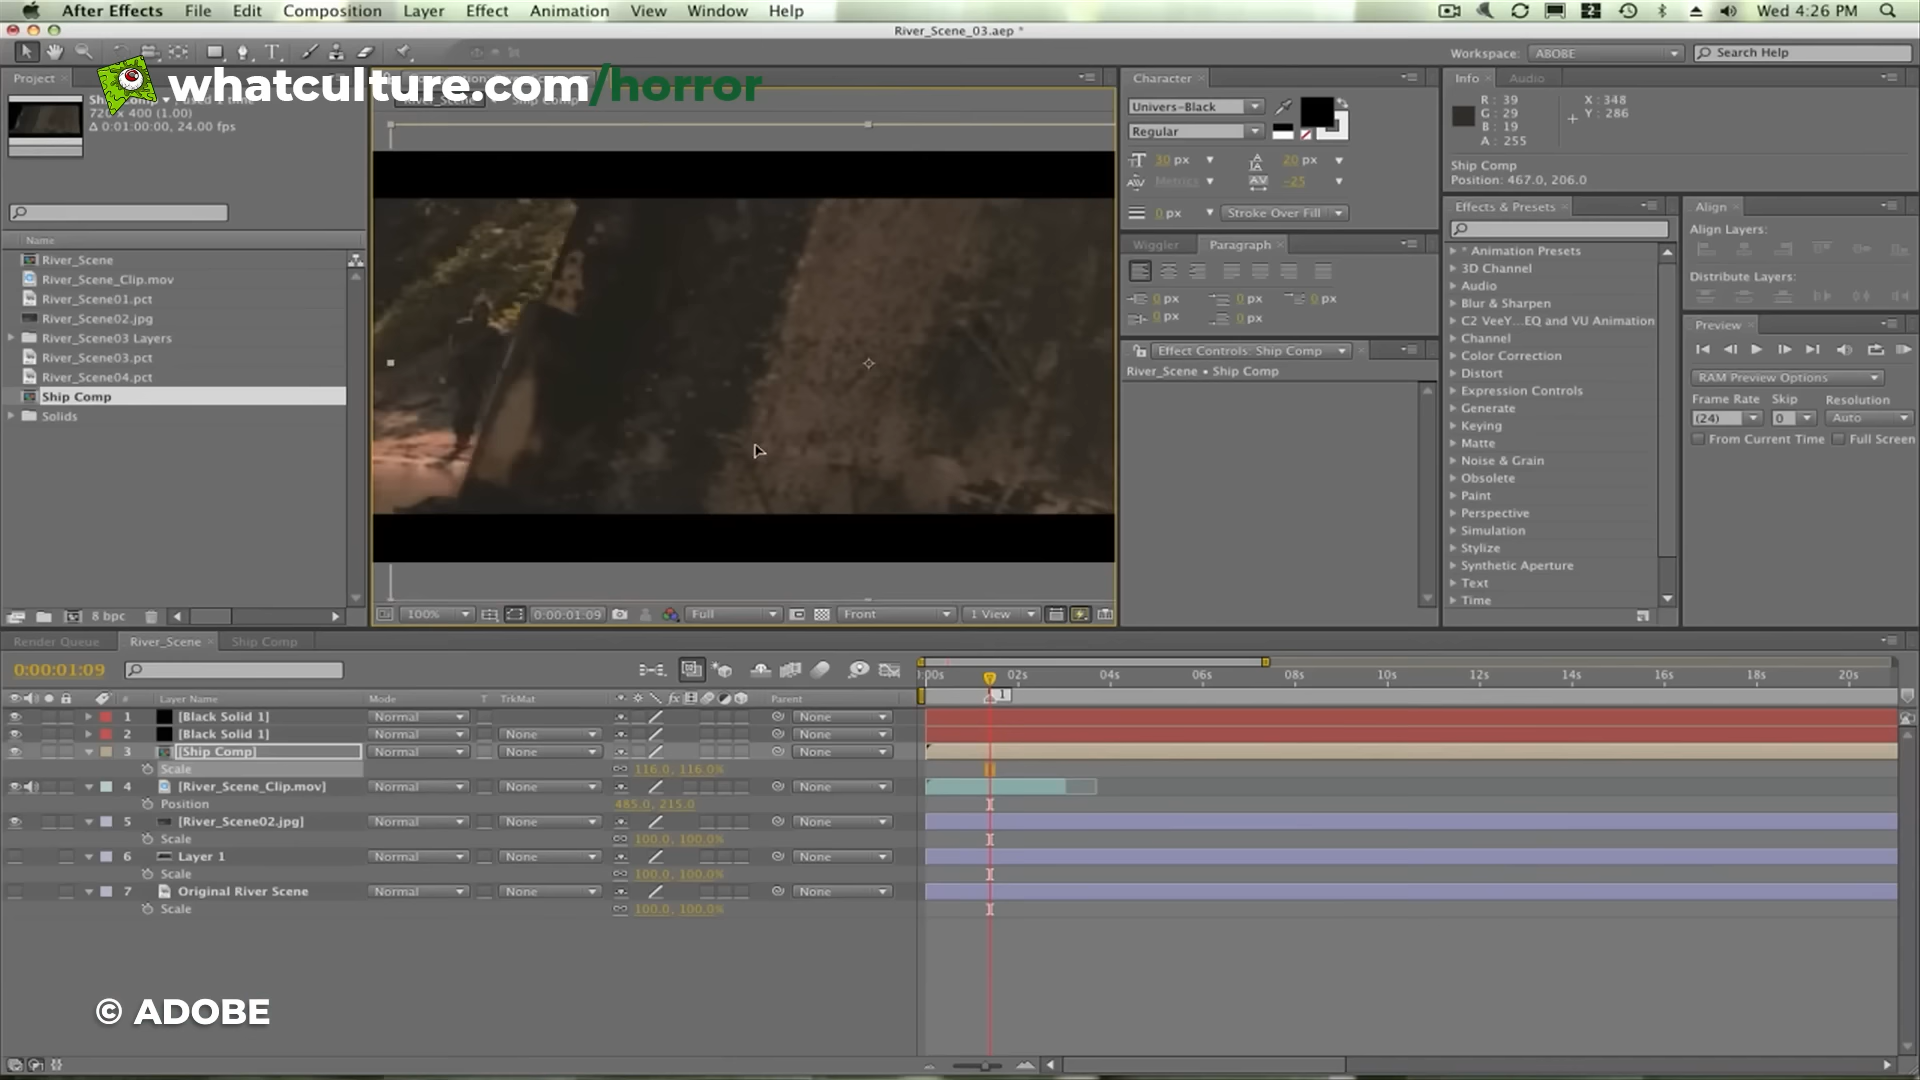 After Effects File Edit Composition Layer Effect Animation View Window Help Wed 4:26 PM
River_Scene_03.aep *
Workspace: ADOBE Search Help
whatculture.com/horror
Project
720 x 400 (1.00)
Δ 0:01:00:00, 24.00 fps
Name
River_Scene
River_Scene_Clip.mov
River_Scene01.pct
River_Scene02.jpg
River_Scene03 Layers
River_Scene03.pct
River_Scene04.pct
Ship Comp
Solids
8 bpc
100% 0:00:01:09 Full Front 1 View
Character
Univers-Black
Regular
30 px 20 px
Metrics -25
0 px Stroke Over Fill
Wiggler Paragraph
0 px 0 px 0 px
0 px 0 px
Effect Controls: Ship Comp
River_Scene • Ship Comp
Info Audio
R: 39 X: 348
G: 29 Y: 286
B: 19
A: 255
Ship Comp
Position: 467.0, 206.0
Effects & Presets
* Animation Presets
3D Channel
Audio
Blur & Sharpen
C2 VeeY...EQ and VU Animation
Channel
Color Correction
Distort
Expression Controls
Generate
Keying
Matte
Noise & Grain
Obsolete
Paint
Perspective
Simulation
Stylize
Synthetic Aperture
Text
Time
Align
Align Layers:
Distribute Layers:
Preview
RAM Preview Options
Frame Rate Skip Resolution
(24) 0 Auto
From Current Time Full Screen
Render Queue River_Scene Ship Comp
0:00:01:09
:00s 02s 04s 06s 08s 10s 12s 14s 16s 18s 20s
# Layer Name Mode T TrkMat Parent
1
1 [Black Solid 1] Normal None
2 [Black Solid 1] Normal None None
3 [Ship Comp] Normal None None
Scale 116.0, 116.0%
4 [River_Scene_Clip.mov] Normal None None
Position 485.0, 215.0
5 [River_Scene02.jpg] Normal None None
Scale 100.0, 100.0%
6 Layer 1 Normal None None
Scale 100.0, 100.0%
7 Original River Scene Normal None None
Scale 100.0, 100.0%
© ADOBE